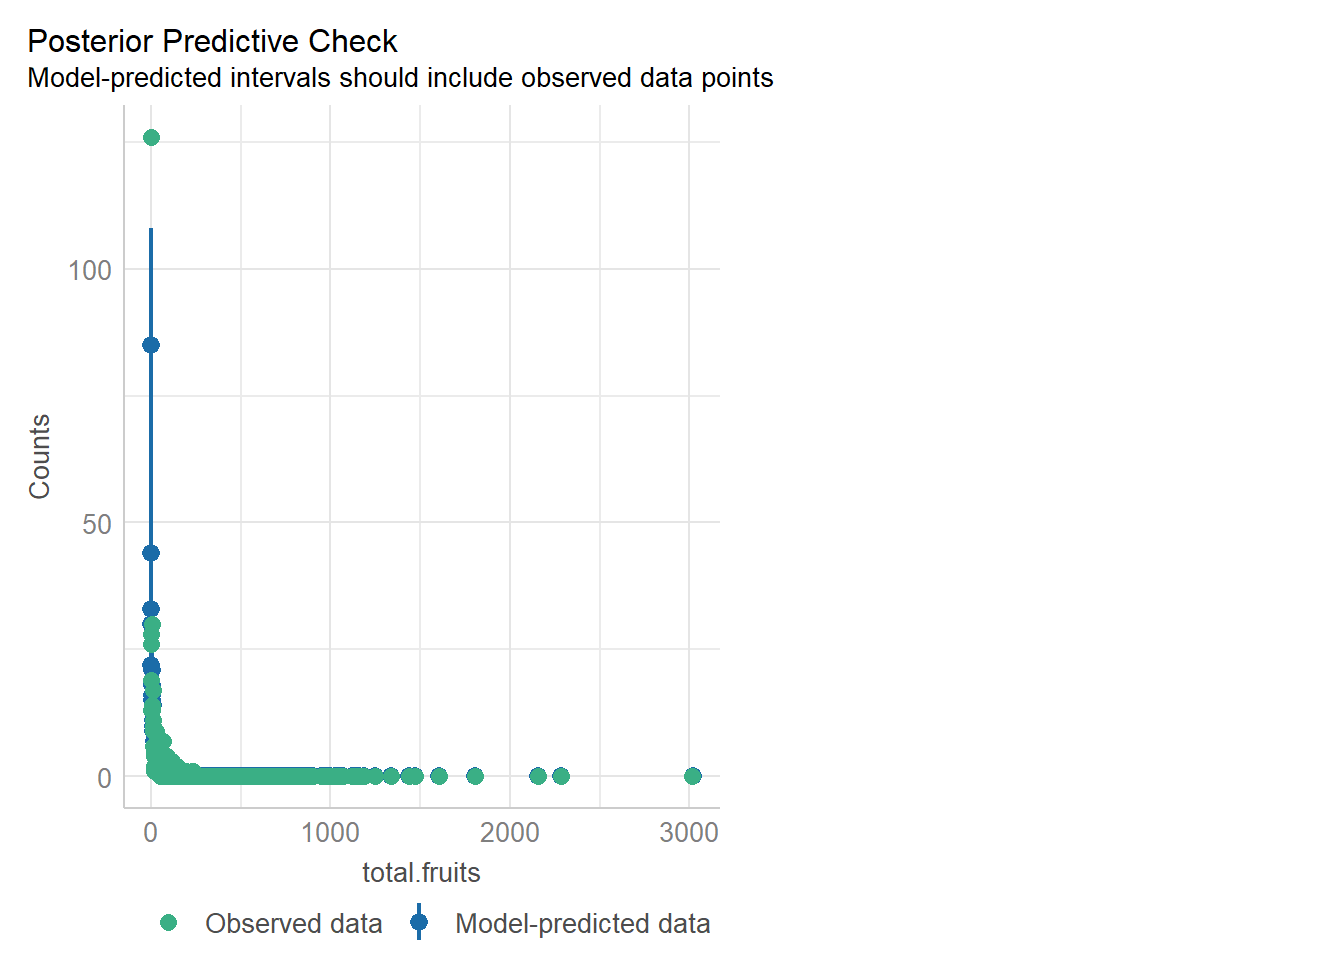 Posterior Predictive Check
Model-predicted intervals should include observed data points
Counts
100
50
0
0 1000 2000 3000
total.fruits
Observed data Model-predicted data